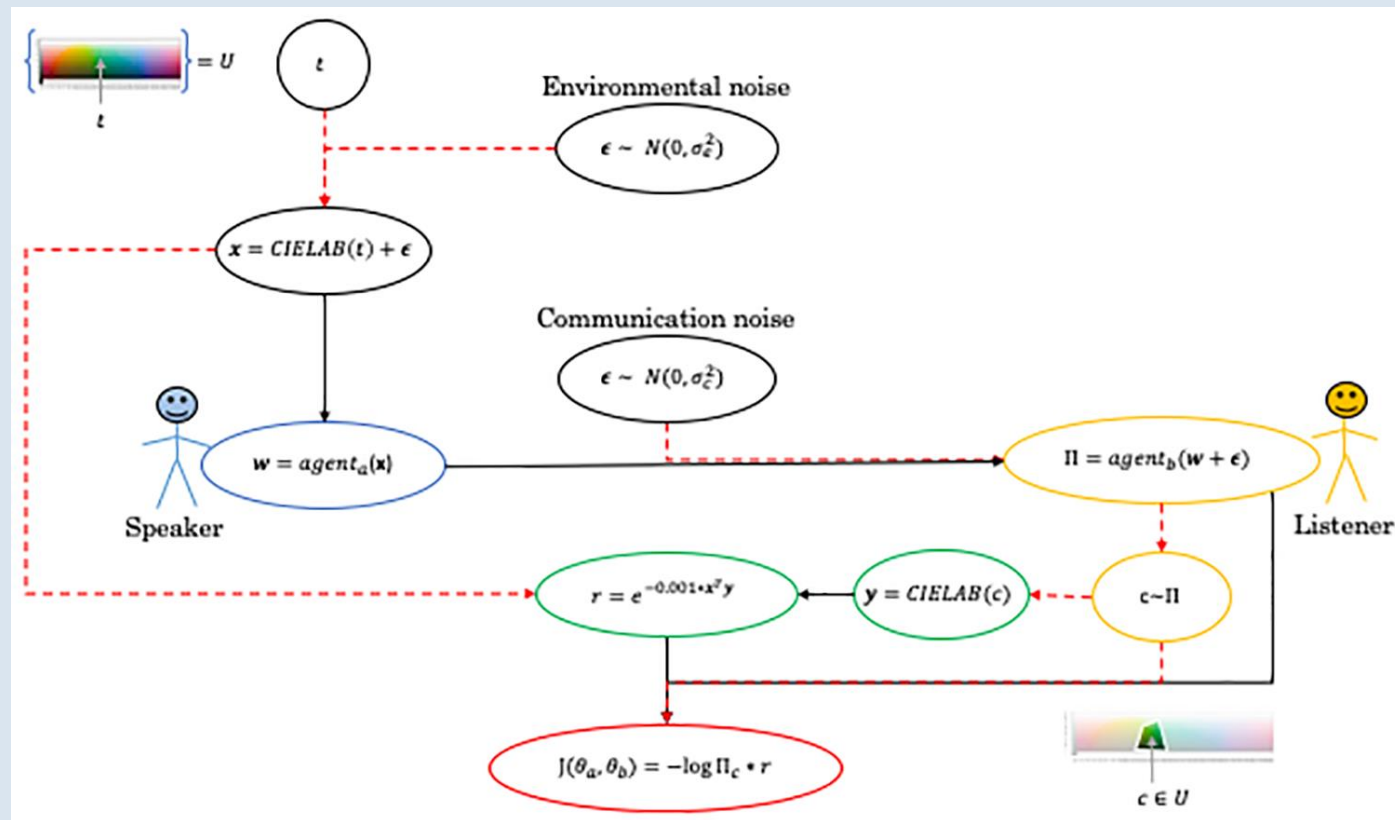 { } = U
t
t
Environmental noise
ϵ ~ N(0, σ_ϵ^2)
x = CIELAB(t) + ϵ
Communication noise
ϵ ~ N(0, σ_c^2)
w = agent_a(x)
Π = agent_b(w + ϵ)
Speaker
Listener
r = e^{-0.001*x^T y}
y = CIELAB(c)
c~Π
J(θ_a, θ_b) = −log Π_c * r
c ∈ U